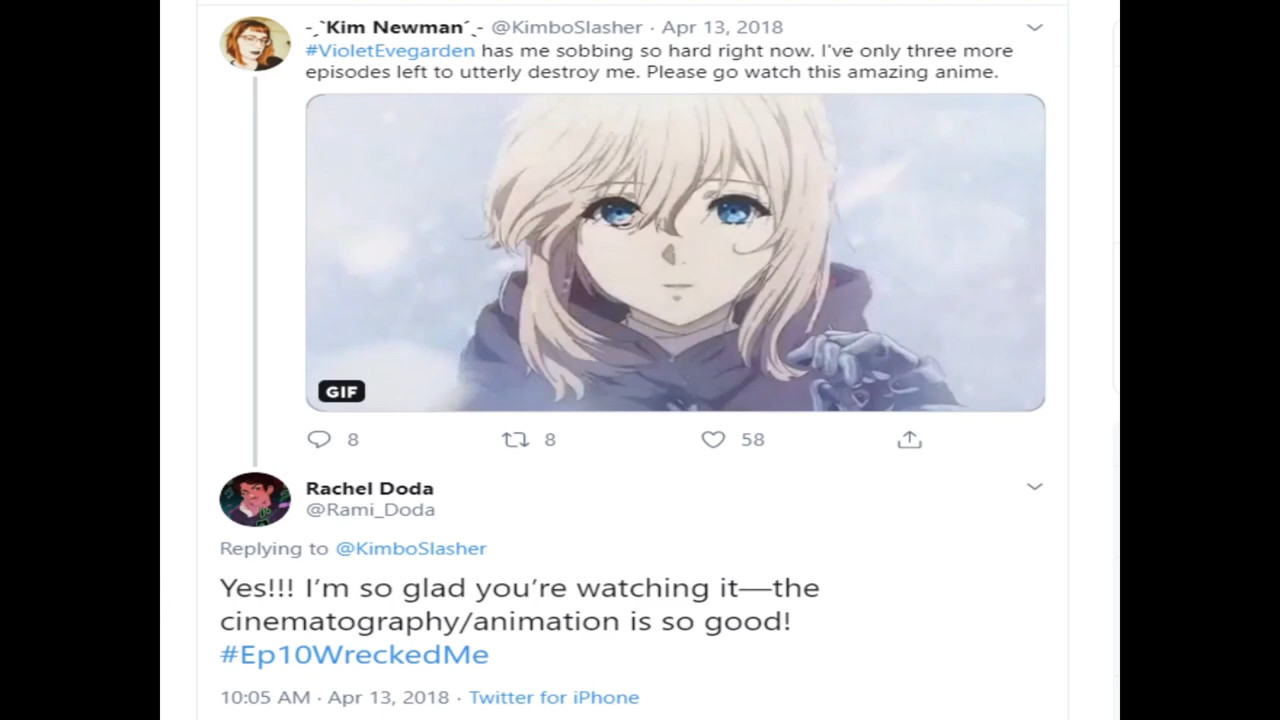 -ˏˋKim Newmanˊˎ- @KimboSlasher · Apr 13, 2018
#VioletEvegarden has me sobbing so hard right now. I've only three more
episodes left to utterly destroy me. Please go watch this amazing anime.
GIF
8 8 58
Rachel Doda
@Rami_Doda
Replying to @KimboSlasher
Yes!!! I’m so glad you’re watching it—the
cinematography/animation is so good!
#Ep10WreckedMe
10:05 AM · Apr 13, 2018 · Twitter for iPhone